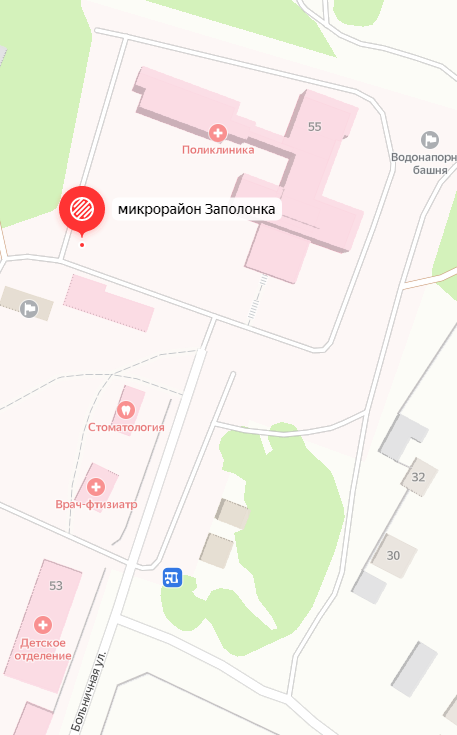 55
Поликлиника
Водонапорн
башня
микрорайон Заполонка
Стоматология
32
Врач-фтизиатр
30
53
Детское
отделение
Больничная ул.